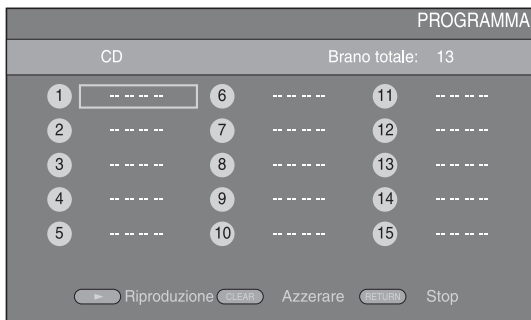 PROGRAMMA
CD Brano totale: 13
1 -- -- -- -- 6 -- -- -- -- 11 -- -- -- --
2 -- -- -- -- 7 -- -- -- -- 12 -- -- -- --
3 -- -- -- -- 8 -- -- -- -- 13 -- -- -- --
4 -- -- -- -- 9 -- -- -- -- 14 -- -- -- --
5 -- -- -- -- 10 -- -- -- -- 15 -- -- -- --
Riproduzione CLEAR Azzerare RETURN Stop